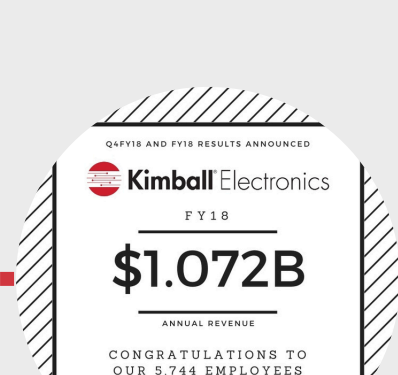 Q4FY18 AND FY18 RESULTS ANNOUNCED
Kimball Electronics
FY18
$1.072B
ANNUAL REVENUE
CONGRATULATIONS TO
OUR 5,744 EMPLOYEES